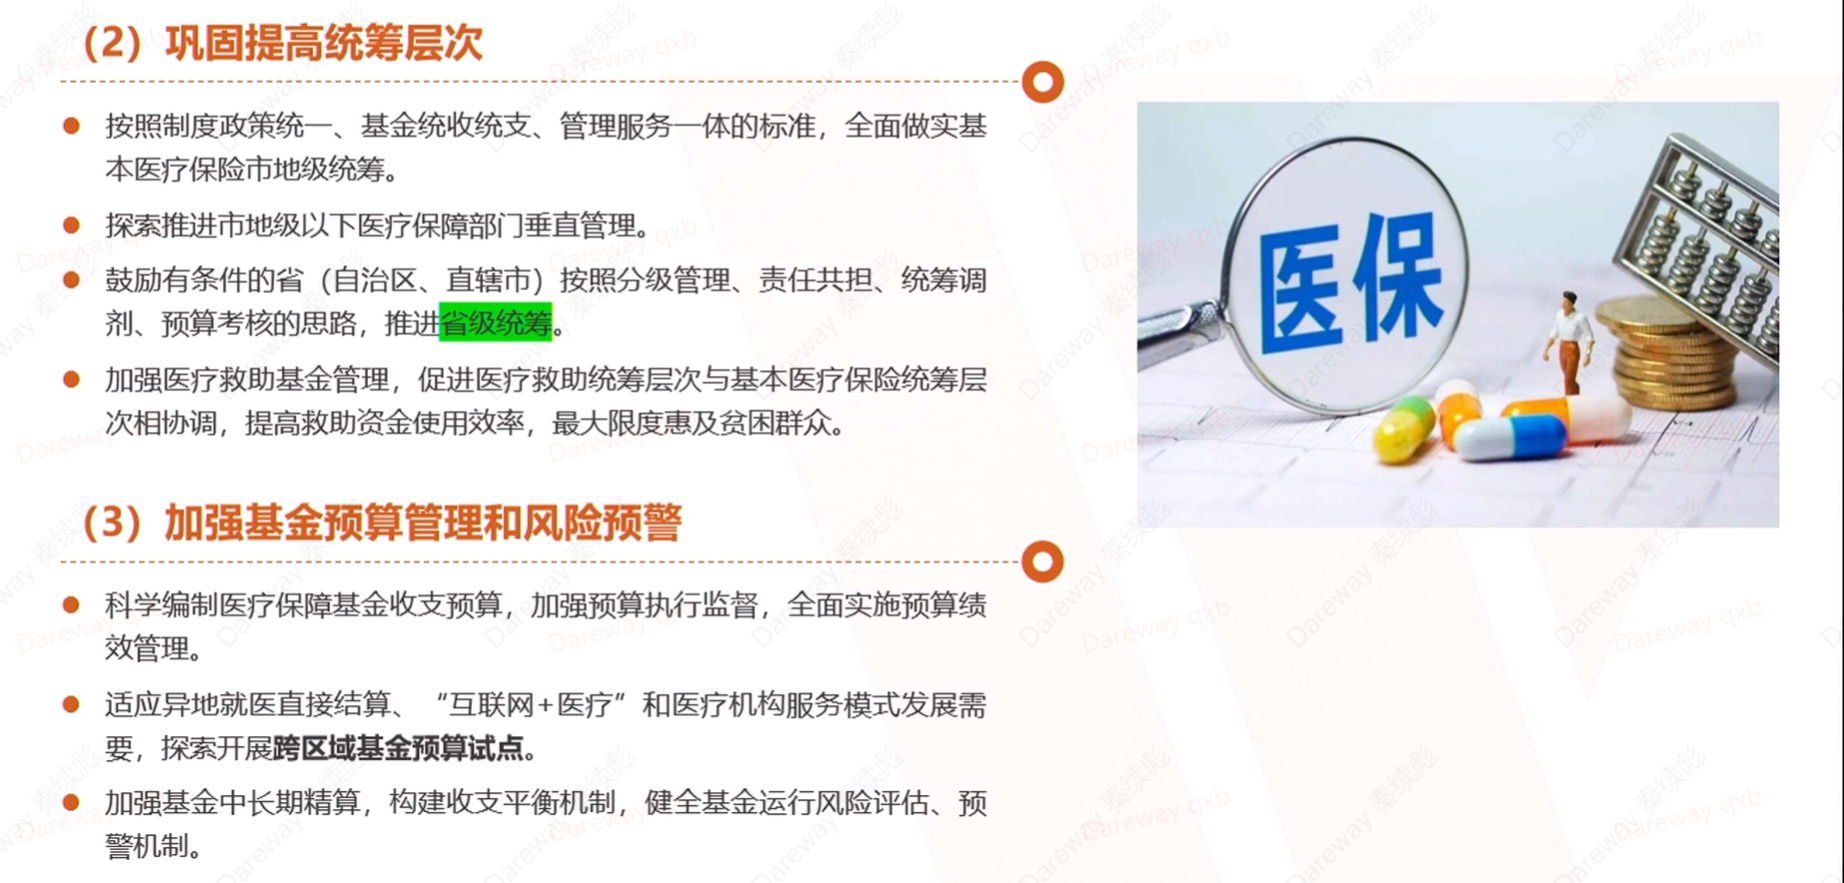 （2）巩固提高统筹层次
按照制度政策统一、基金统收统支、管理服务一体的标准，全面做实基
本医疗保险市地级统筹。
探索推进市地级以下医疗保障部门垂直管理。
鼓励有条件的省（自治区、直辖市）按照分级管理、责任共担、统筹调
剂、预算考核的思路，推进省级统筹。
加强医疗救助基金管理，促进医疗救助统筹层次与基本医疗保险统筹层
次相协调，提高救助资金使用效率，最大限度惠及贫困群众。
医保
（3）加强基金预算管理和风险预警
科学编制医疗保障基金收支预算，加强预算执行监督，全面实施预算绩
效管理。
适应异地就医直接结算、“互联网+医疗”和医疗机构服务模式发展需
要，探索开展跨区域基金预算试点。
加强基金中长期精算，构建收支平衡机制，健全基金运行风险评估、预
警机制。
Dareway qxb
Dareway 秦续彪